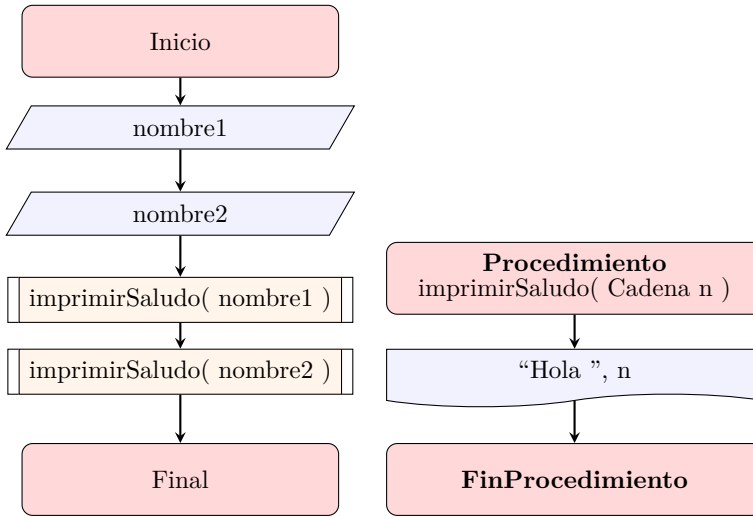 Inicio
nombre1
nombre2
imprimirSaludo( nombre1 )
imprimirSaludo( nombre2 )
Final
Procedimiento
imprimirSaludo( Cadena n )
“Hola ”, n
FinProcedimiento